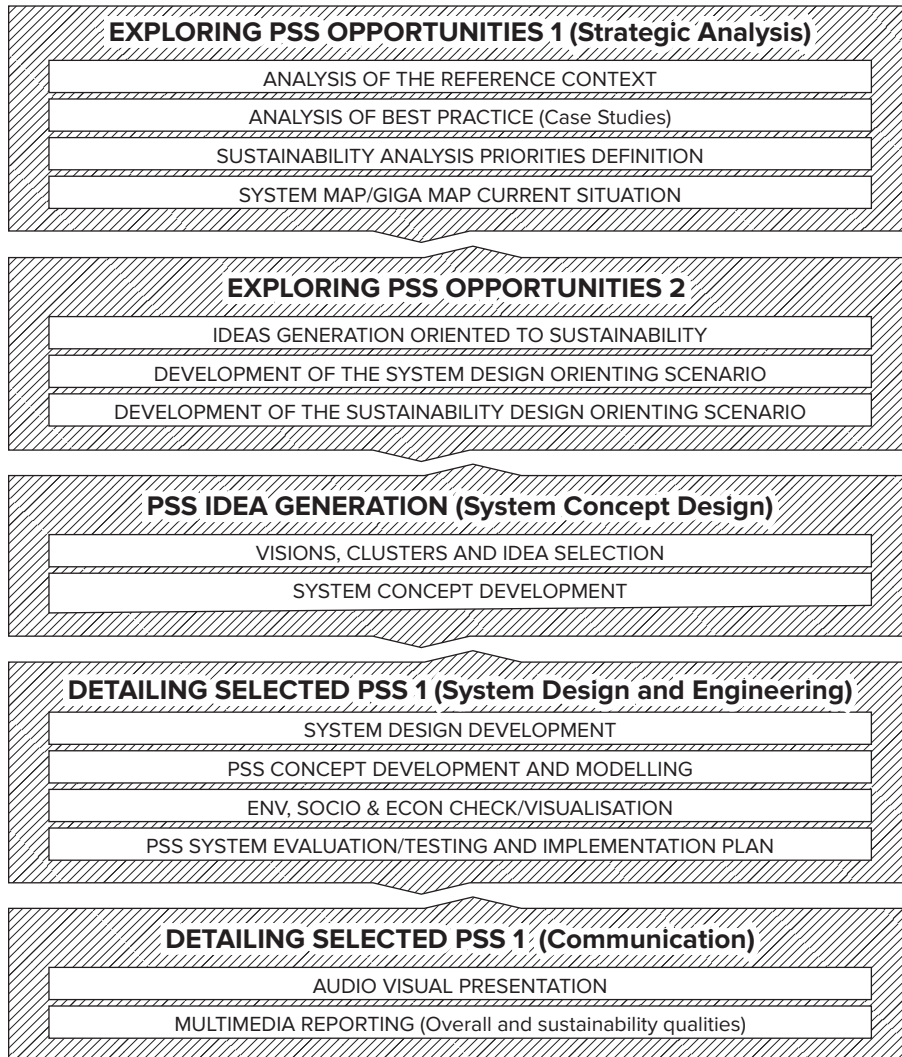 EXPLORING PSS OPPORTUNITIES 1 (Strategic Analysis)
ANALYSIS OF THE REFERENCE CONTEXT
ANALYSIS OF BEST PRACTICE (Case Studies)
SUSTAINABILITY ANALYSIS PRIORITIES DEFINITION
SYSTEM MAP/GIGA MAP CURRENT SITUATION
EXPLORING PSS OPPORTUNITIES 2
IDEAS GENERATION ORIENTED TO SUSTAINABILITY
DEVELOPMENT OF THE SYSTEM DESIGN ORIENTING SCENARIO
DEVELOPMENT OF THE SUSTAINABILITY DESIGN ORIENTING SCENARIO
PSS IDEA GENERATION (System Concept Design)
VISIONS, CLUSTERS AND IDEA SELECTION
SYSTEM CONCEPT DEVELOPMENT
DETAILING SELECTED PSS 1 (System Design and Engineering)
SYSTEM DESIGN DEVELOPMENT
PSS CONCEPT DEVELOPMENT AND MODELLING
ENV, SOCIO & ECON CHECK/VISUALISATION
PSS SYSTEM EVALUATION/TESTING AND IMPLEMENTATION PLAN
DETAILING SELECTED PSS 1 (Communication)
AUDIO VISUAL PRESENTATION
MULTIMEDIA REPORTING (Overall and sustainability qualities)